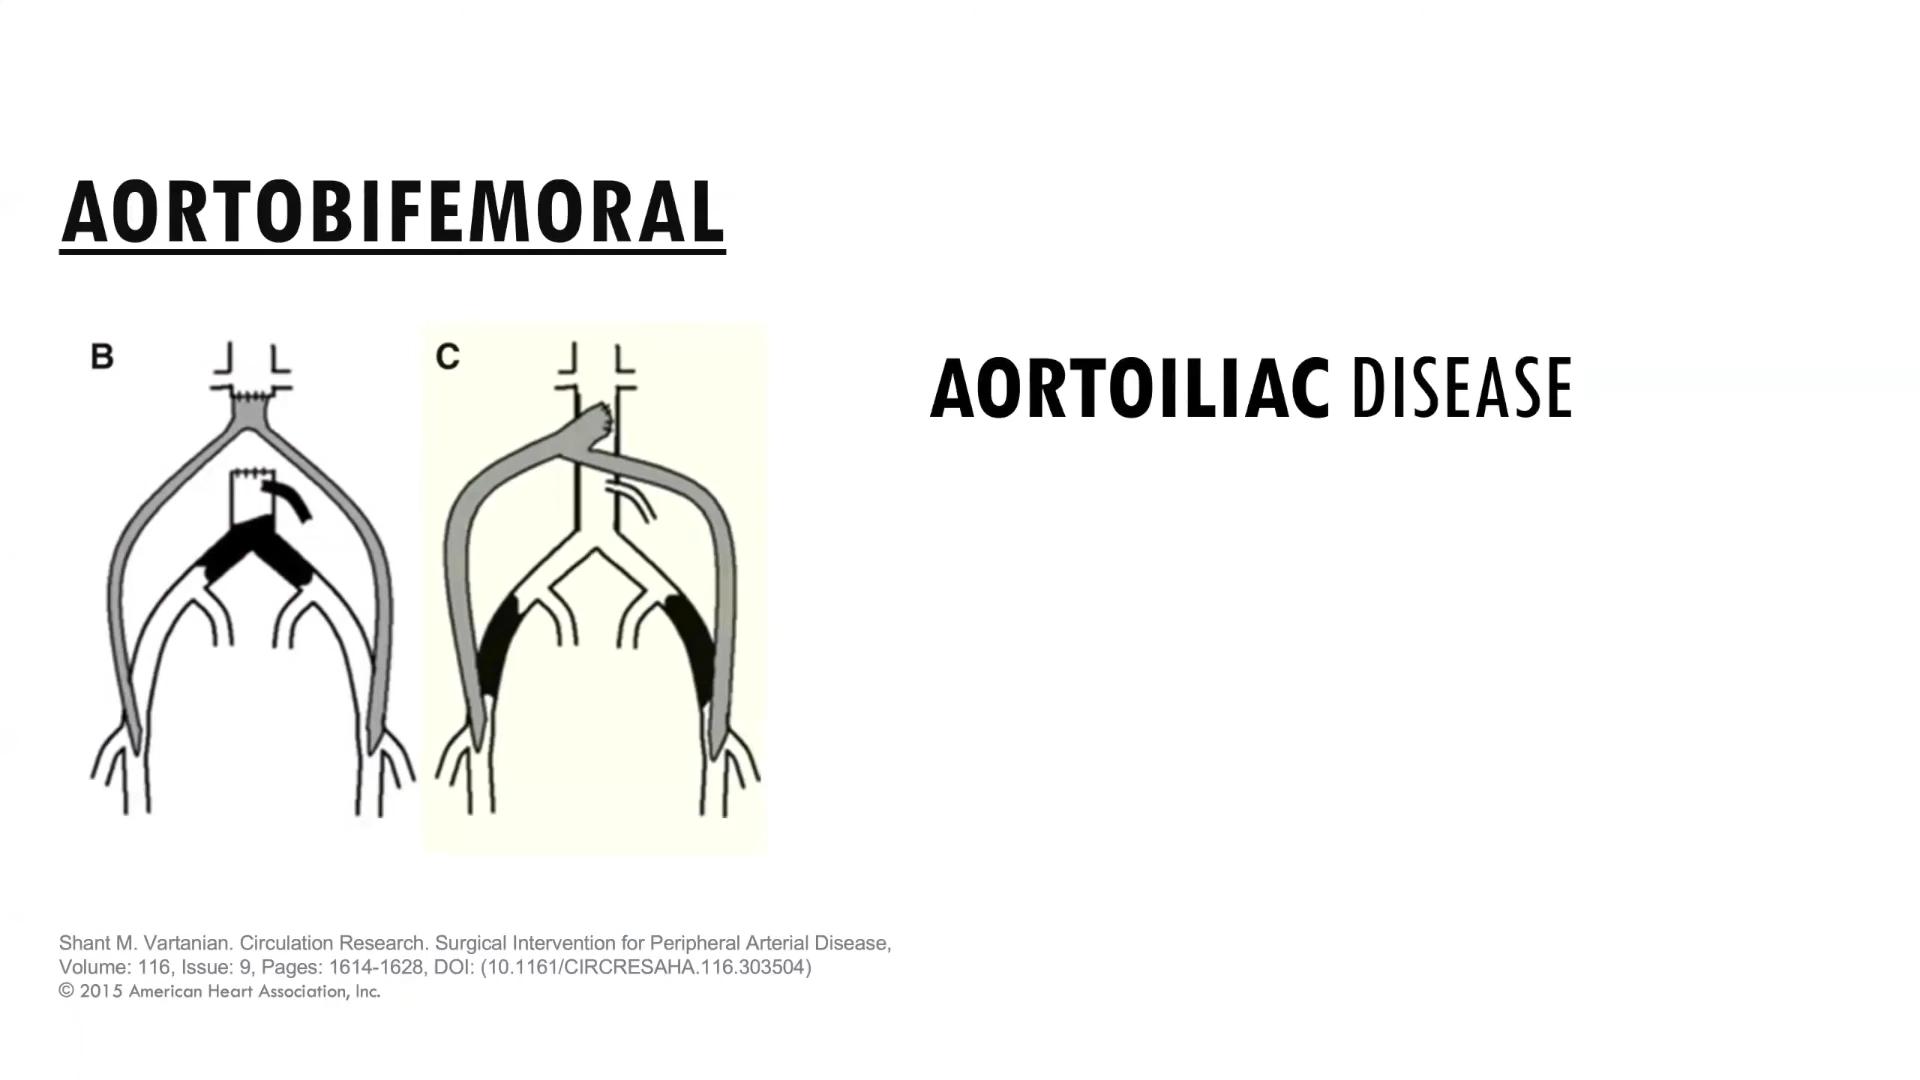 AORTOBIFEMORAL
B
C
AORTOILIAC DISEASE
Shant M. Vartanian. Circulation Research. Surgical Intervention for Peripheral Arterial Disease,
Volume: 116, Issue: 9, Pages: 1614-1628, DOI: (10.1161/CIRCRESAHA.116.303504)
© 2015 American Heart Association, Inc.